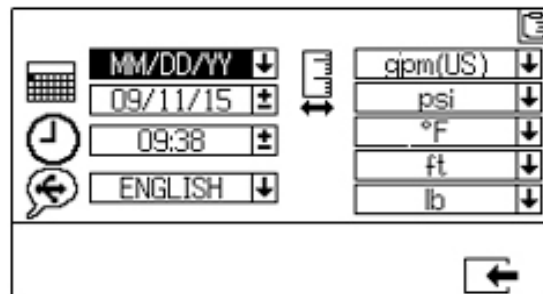 MM/DD/YY
09/11/15
09:38
ENGLISH
gpm(US)
psi
°F
ft
lb